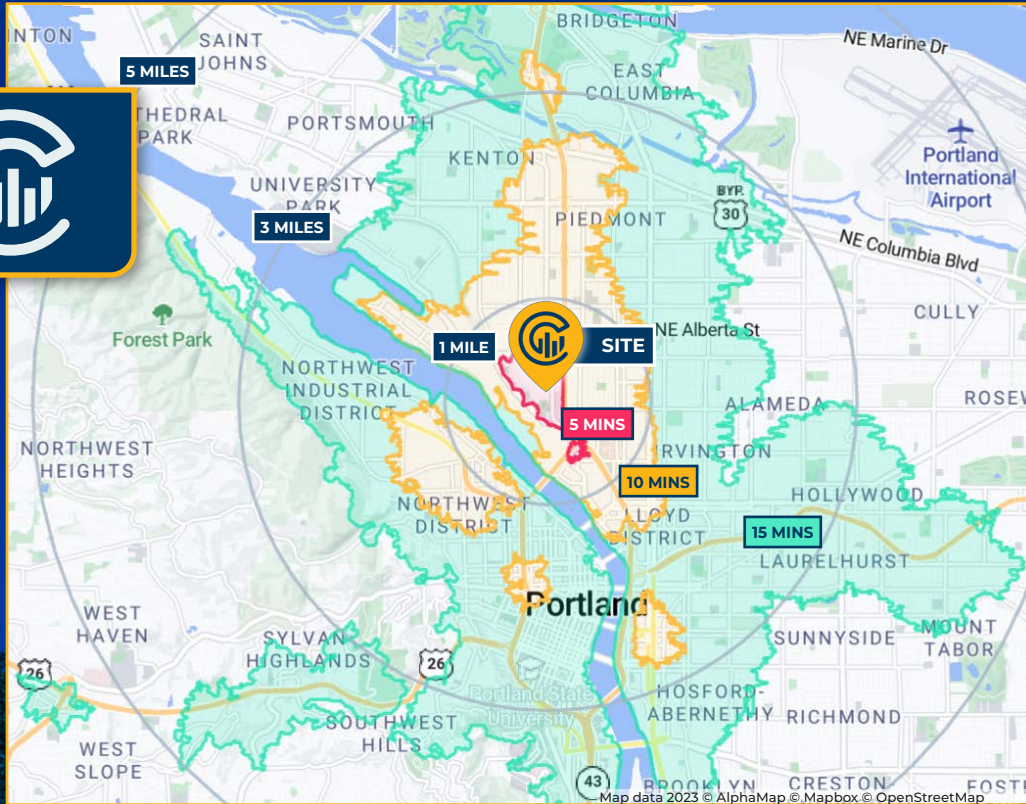 INTON
SAINT
JOHNS
BRIDGETON
NE Marine Dr
5 MILES
EAST
COLUMBIA
THEDRAL
PARK
PORTSMOUTH
KENTON
Portland
International
Airport
UNIVERSITY
PARK
BYP.
30
3 MILES
PIEDMONT
NE Columbia Blvd
Forest Park
CULLY
1 MILE
SITE
NE Alberta St
NORTHWEST
INDUSTRIAL
DISTRICT
ALAMEDA
ROSEW
5 MINS
NORTHWEST
HEIGHTS
IRVINGTON
10 MINS
HOLLYWOOD
NORTHWEST
DISTRICT
LLOYD
DISTRICT
15 MINS
LAURELHURST
Portland
WEST
HAVEN
SYLVAN
HIGHLANDS
SUNNYSIDE
MOUNT
TABOR
26
26
Portland State
University
HOSFORD-
ABERNETHY
RICHMOND
SOUTHWEST
HILLS
WEST
SLOPE
43
BROOKLYN
CRESTON
FOST
Map data 2023 © AlphaMap © Mapbox © OpenStreetMap